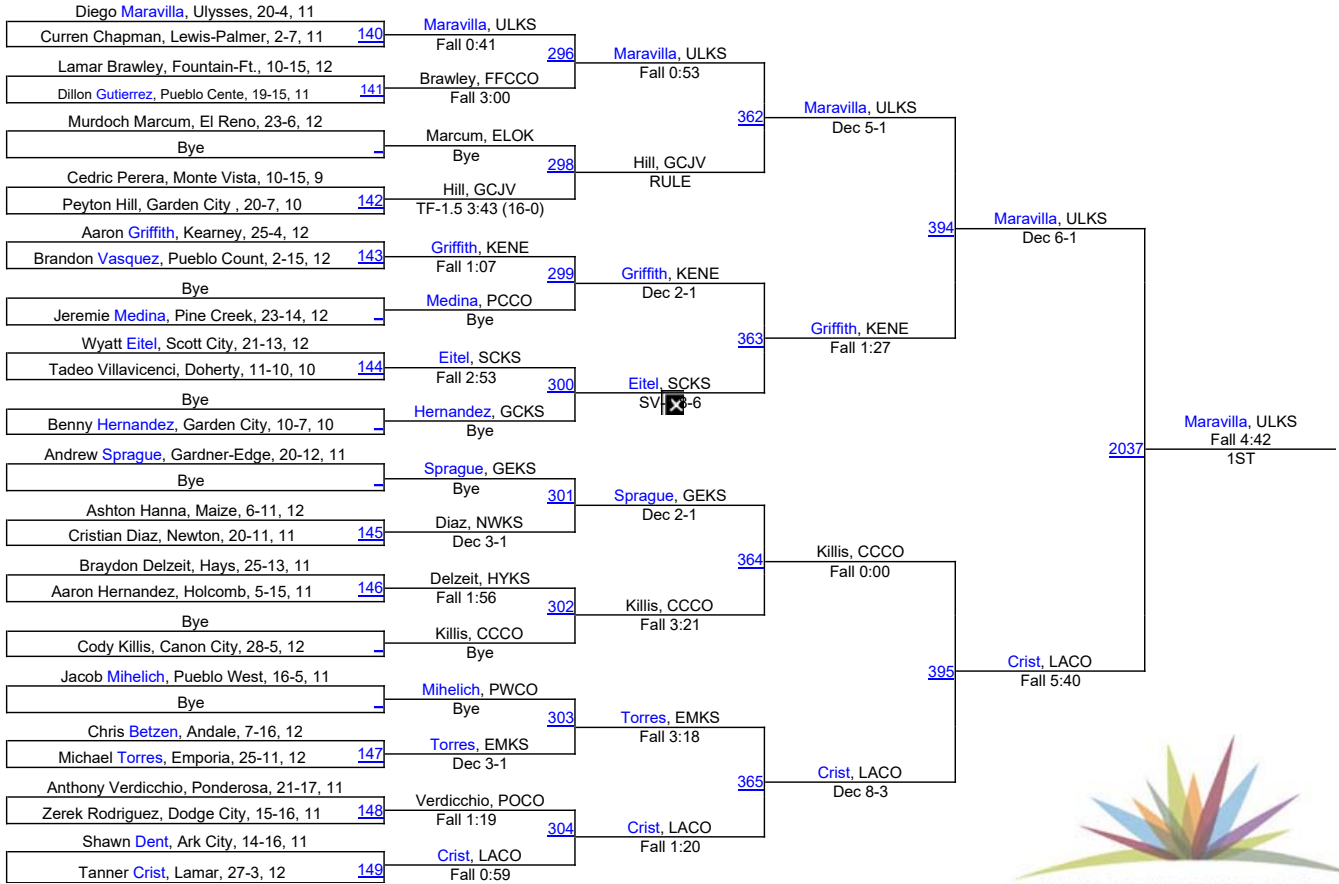 Diego Maravilla, Ulysses, 20-4, 11
Curren Chapman, Lewis-Palmer, 2-7, 11
140
Lamar Brawley, Fountain-Ft., 10-15, 12
Dillon Gutierrez, Pueblo Cente, 19-15, 11
141
Murdoch Marcum, El Reno, 23-6, 12
Bye
Cedric Perera, Monte Vista, 10-15, 9
Peyton Hill, Garden City , 20-7, 10
142
Aaron Griffith, Kearney, 25-4, 12
Brandon Vasquez, Pueblo Count, 2-15, 12
143
Bye
Jeremie Medina, Pine Creek, 23-14, 12
Wyatt Eitel, Scott City, 21-13, 12
Tadeo Villavicenci, Doherty, 11-10, 10
144
Bye
Benny Hernandez, Garden City, 10-7, 10
Andrew Sprague, Gardner-Edge, 20-12, 11
Bye
Ashton Hanna, Maize, 6-11, 12
Cristian Diaz, Newton, 20-11, 11
145
Braydon Delzeit, Hays, 25-13, 11
Aaron Hernandez, Holcomb, 5-15, 11
146
Bye
Cody Killis, Canon City, 28-5, 12
Jacob Mihelich, Pueblo West, 16-5, 11
Bye
Chris Betzen, Andale, 7-16, 12
Michael Torres, Emporia, 25-11, 12
147
Anthony Verdicchio, Ponderosa, 21-17, 11
Zerek Rodriguez, Dodge City, 15-16, 11
148
Shawn Dent, Ark City, 14-16, 11
Tanner Crist, Lamar, 27-3, 12
149
Maravilla, ULKS
Fall 0:41
296
Brawley, FFCCO
Fall 3:00
Marcum, ELOK
Bye
298
Hill, GCJV
TF-1.5 3:43 (16-0)
Griffith, KENE
Fall 1:07
299
Medina, PCCO
Bye
Eitel, SCKS
Fall 2:53
300
Hernandez, GCKS
Bye
Sprague, GEKS
Bye
301
Diaz, NWKS
Dec 3-1
Delzeit, HYKS
Fall 1:56
302
Killis, CCCO
Bye
Mihelich, PWCO
Bye
303
Torres, EMKS
Dec 3-1
Verdicchio, POCO
Fall 1:19
304
Crist, LACO
Fall 0:59
Maravilla, ULKS
Fall 0:53
362
Hill, GCJV
RULE
Griffith, KENE
Dec 2-1
363
Eitel, SCKS
SV-
-6
Sprague, GEKS
Dec 2-1
364
Killis, CCCO
Fall 3:21
Torres, EMKS
Fall 3:18
365
Crist, LACO
Fall 1:20
Maravilla, ULKS
Dec 5-1
394
Griffith, KENE
Fall 1:27
Killis, CCCO
Fall 0:00
395
Crist, LACO
Dec 8-3
Maravilla, ULKS
Dec 6-1
2037
Crist, LACO
Fall 5:40
Maravilla, ULKS
Fall 4:42
1ST